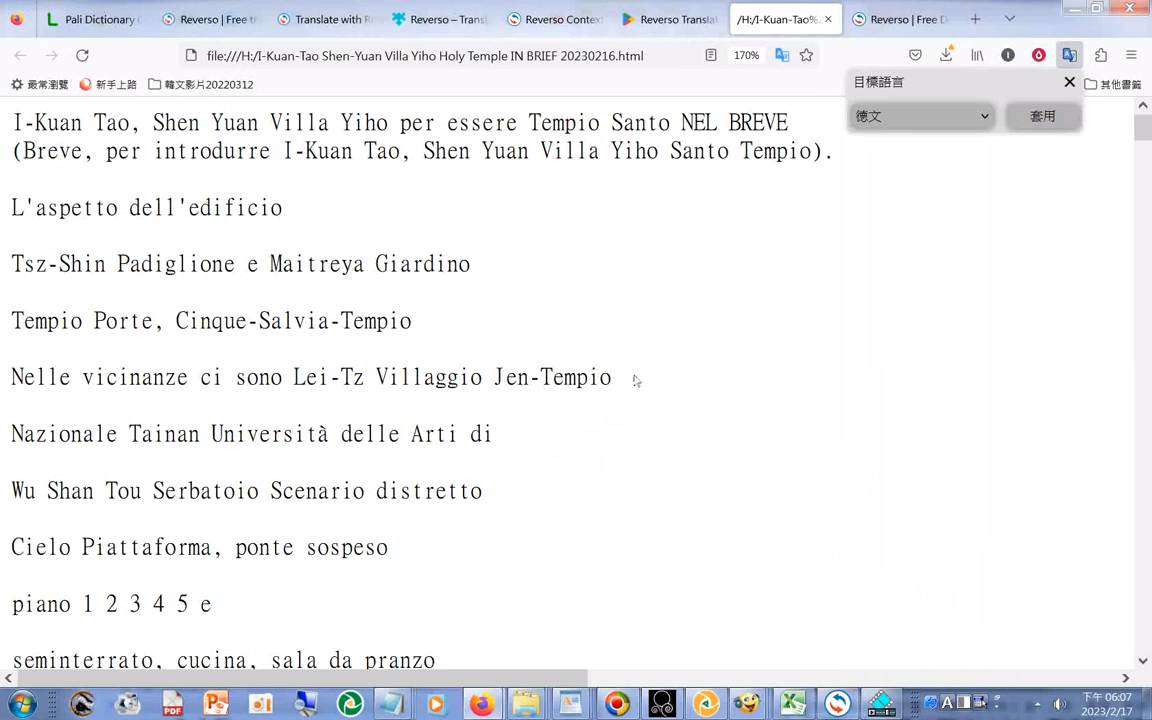 Pali Dictionary
Reverso | Free tr
Translate with Re
Reverso – Trans
Reverso Context
Reverso Transla
/H:/I-Kuan-Tao%
Reverso | Free D
file:///H:/I-Kuan-Tao Shen-Yuan Villa Yiho Holy Temple IN BRIEF 20230216.html
170%
最常瀏覽
新手上路
韓文影片20220312
其他書籤
目標語言
德文
套用
I-Kuan Tao, Shen Yuan Villa Yiho per essere Tempio Santo NEL BREVE
(Breve, per introdurre I-Kuan Tao, Shen Yuan Villa Yiho Santo Tempio).
L'aspetto dell'edificio
Tsz-Shin Padiglione e Maitreya Giardino
Tempio Porte, Cinque-Salvia-Tempio
Nelle vicinanze ci sono Lei-Tz Villaggio Jen-Tempio
Nazionale Tainan Università delle Arti di
Wu Shan Tou Serbatoio Scenario distretto
Cielo Piattaforma, ponte sospeso
piano 1 2 3 4 5 e
seminterrato, cucina, sala da pranzo
下午 06:07
2023/2/17